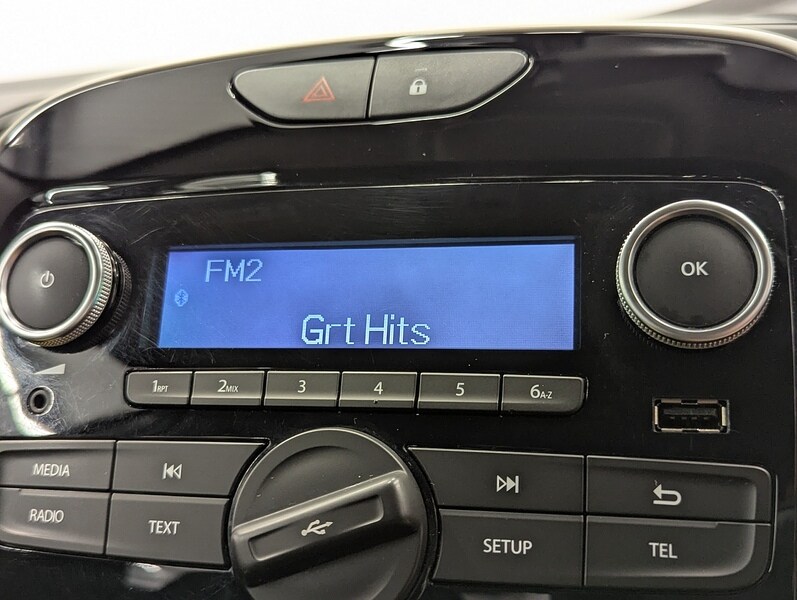 FM2
Grt Hits
OK
1RPT
2MIX
3
4
5
6A-Z
MEDIA
RADIO
TEXT
SETUP
TEL